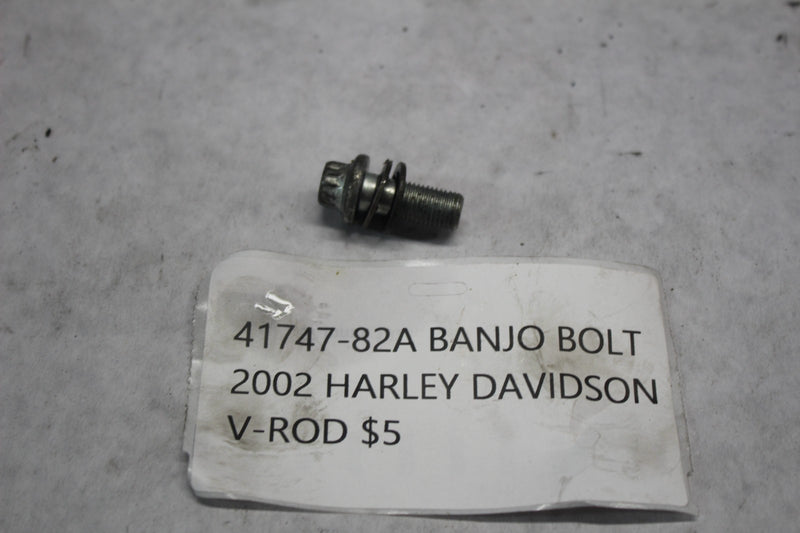 41747-82A BANJO BOLT
2002 HARLEY DAVIDSON
V-ROD $5